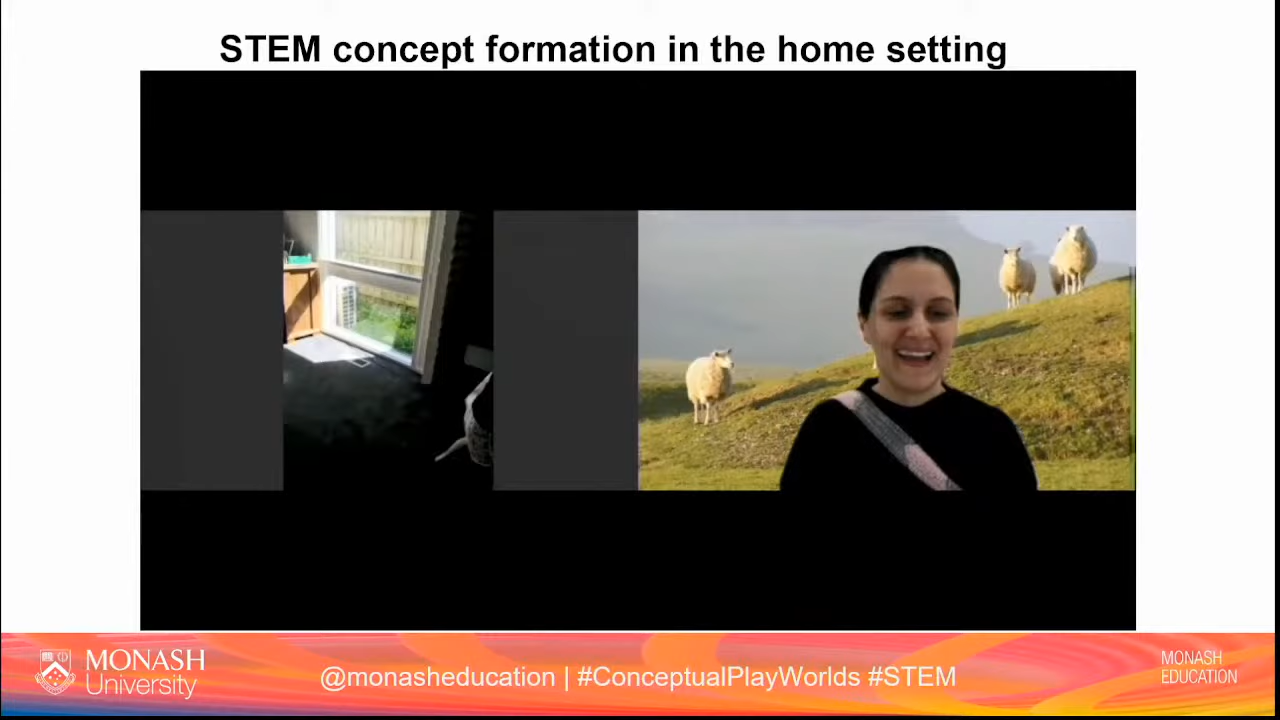 STEM concept formation in the home setting
MONASH
University
@monasheducation | #ConceptualPlayWorlds #STEM
MONASH
EDUCATION